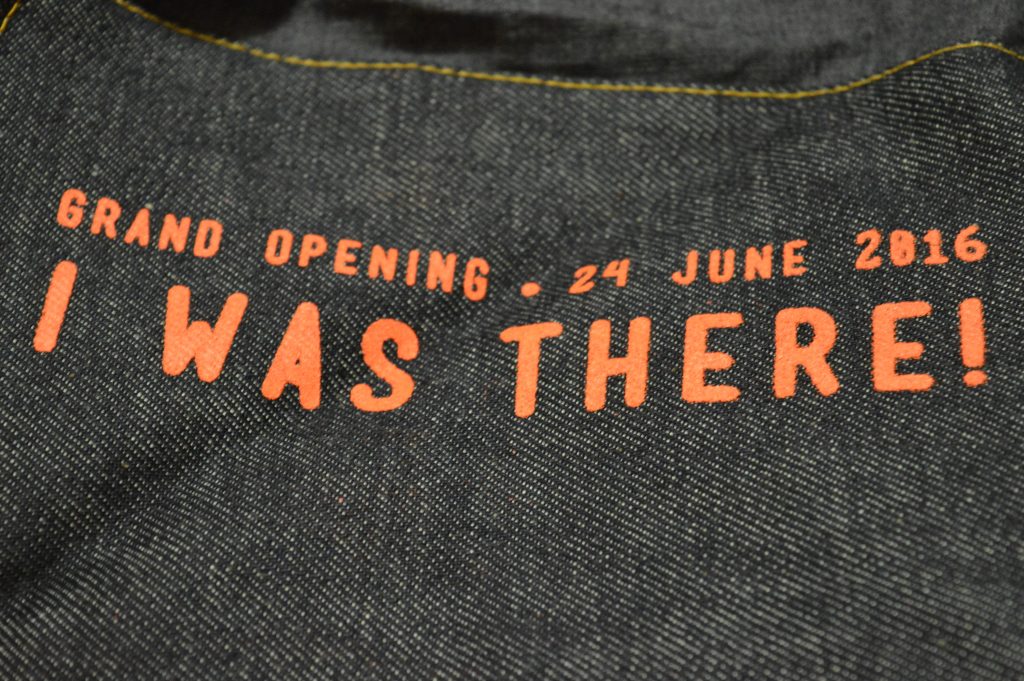 GRAND OPENING . 24 JUNE 2016
I WAS THERE!